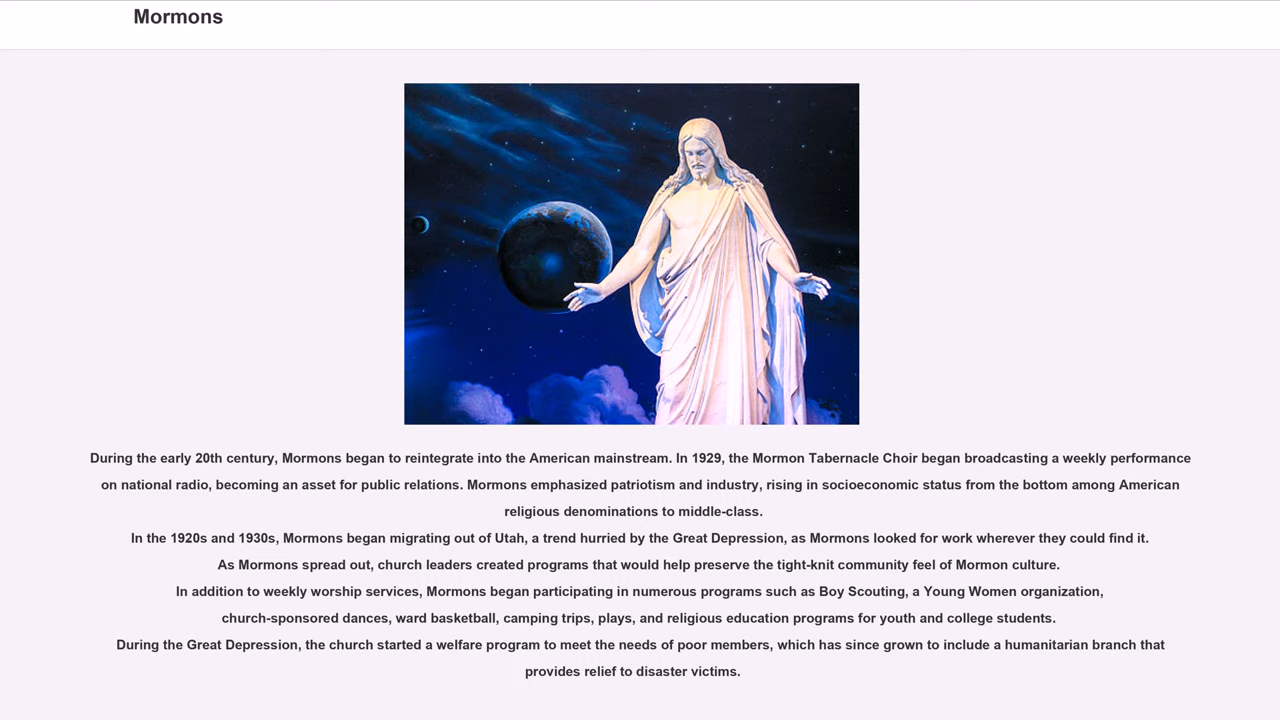 Mormons
During the early 20th century, Mormons began to reintegrate into the American mainstream. In 1929, the Mormon Tabernacle Choir began broadcasting a weekly performance
on national radio, becoming an asset for public relations. Mormons emphasized patriotism and industry, rising in socioeconomic status from the bottom among American
religious denominations to middle-class.
In the 1920s and 1930s, Mormons began migrating out of Utah, a trend hurried by the Great Depression, as Mormons looked for work wherever they could find it.
As Mormons spread out, church leaders created programs that would help preserve the tight-knit community feel of Mormon culture.
In addition to weekly worship services, Mormons began participating in numerous programs such as Boy Scouting, a Young Women organization,
church-sponsored dances, ward basketball, camping trips, plays, and religious education programs for youth and college students.
During the Great Depression, the church started a welfare program to meet the needs of poor members, which has since grown to include a humanitarian branch that
provides relief to disaster victims.